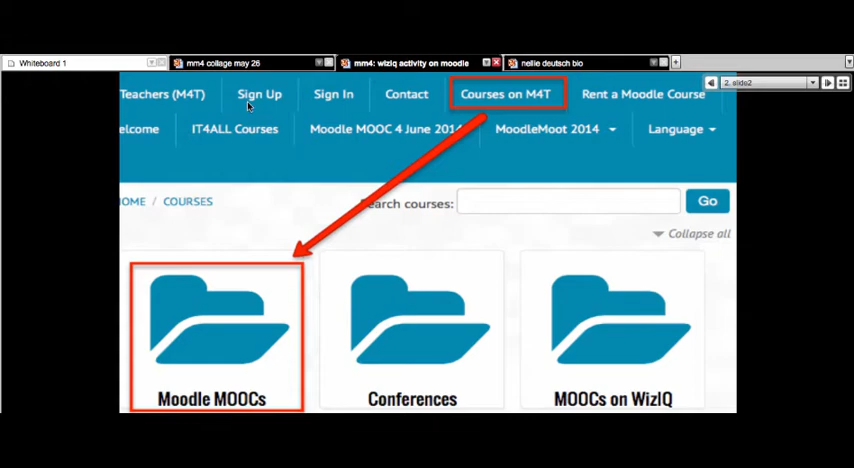 Whiteboard 1 mm4 collage may 26 mm4: wiziq activity on moodle nellie deutsch bio
2. slide2
Teachers (M4T) Sign Up Sign In Contact Courses on M4T Rent a Moodle Course
elcome IT4ALL Courses Moodle MOOC 4 June 2014 MoodleMoot 2014 Language
OME / COURSES
earch courses: Go
Collapse all
Moodle MOOCs Conferences MOOCs on WizIQ